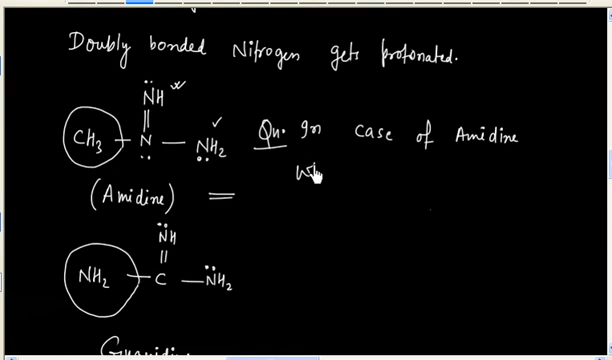 Doubly bonded Nitrogen gets protonated.
NH
CH3 - N - NH2
Qn. In case of Amidine
(Amidine)
NH
NH2 - C - NH2